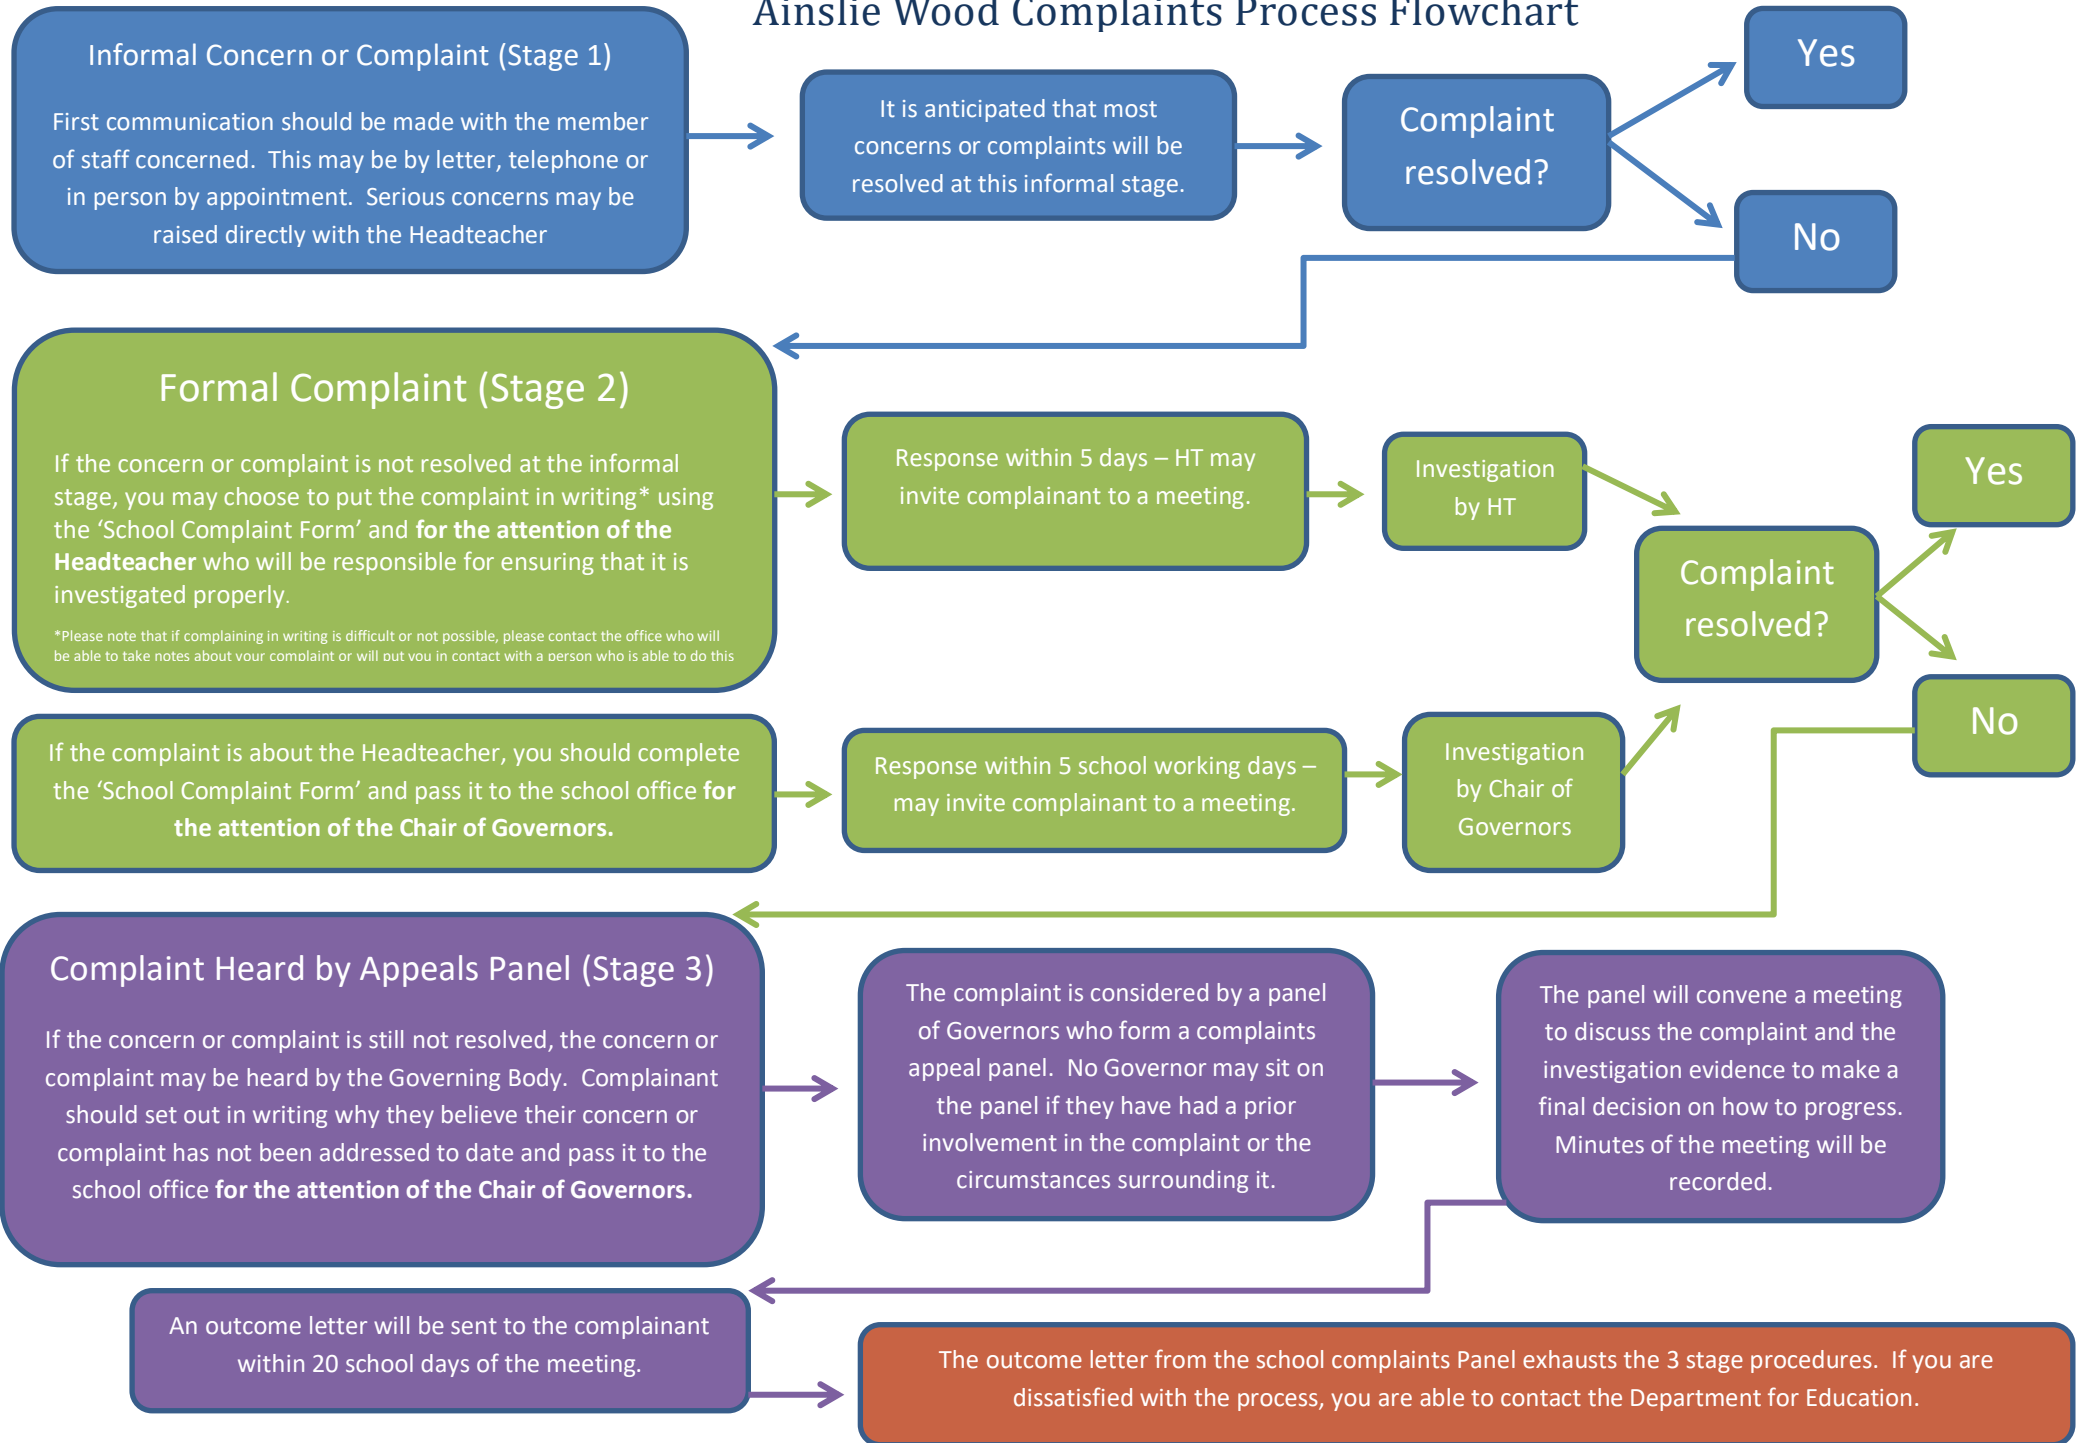 Ainslie Wood Complaints Process Flowchart
Informal Concern or Complaint (Stage 1)
First communication should be made with the member
of staff concerned.  This may be by letter, telephone or
in person by appointment.  Serious concerns may be
raised directly with the Headteacher
It is anticipated that most
concerns or complaints will be
resolved at this informal stage.
Complaint
resolved?
Yes
No
Formal Complaint (Stage 2)
If the concern or complaint is not resolved at the informal
stage, you may choose to put the complaint in writing* using
the ‘School Complaint Form’ and for the attention of the
Headteacher who will be responsible for ensuring that it is
investigated properly.
*Please note that if complaining in writing is difficult or not possible, please contact the office who will
be able to take notes about your complaint or will put you in contact with a person who is able to do this
Response within 5 days – HT may
invite complainant to a meeting.
Investigation
by HT
Complaint
resolved?
Yes
No
If the complaint is about the Headteacher, you should complete
the ‘School Complaint Form’ and pass it to the school office for
the attention of the Chair of Governors.
Response within 5 school working days –
may invite complainant to a meeting.
Investigation
by Chair of
Governors
Complaint Heard by Appeals Panel (Stage 3)
If the concern or complaint is still not resolved, the concern or
complaint may be heard by the Governing Body.  Complainant
should set out in writing why they believe their concern or
complaint has not been addressed to date and pass it to the
school office for the attention of the Chair of Governors.
The complaint is considered by a panel
of Governors who form a complaints
appeal panel.  No Governor may sit on
the panel if they have had a prior
involvement in the complaint or the
circumstances surrounding it.
The panel will convene a meeting
to discuss the complaint and the
investigation evidence to make a
final decision on how to progress.
Minutes of the meeting will be
recorded.
An outcome letter will be sent to the complainant
within 20 school days of the meeting.
The outcome letter from the school complaints Panel exhausts the 3 stage procedures.  If you are
dissatisfied with the process, you are able to contact the Department for Education.